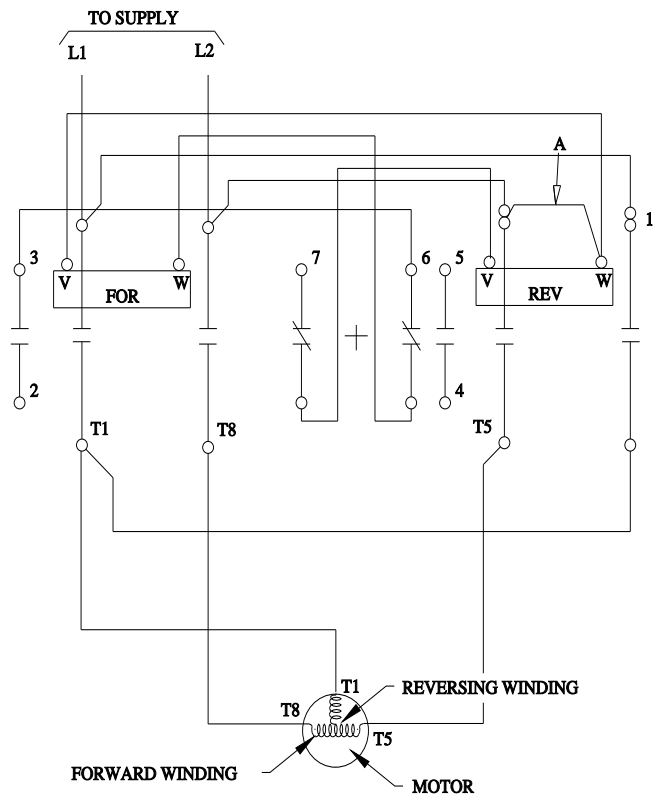 TO SUPPLY
L1
L2
A
1
3
7
6
5
V
W
FOR
V
W
REV
2
4
T1
T8
T5
T1
REVERSING WINDING
T8
T5
FORWARD WINDING
MOTOR